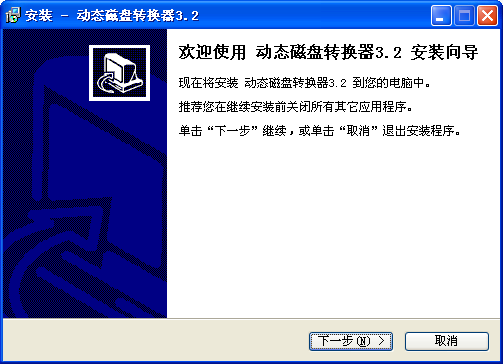 安装 - 动态磁盘转换器3.2
欢迎使用 动态磁盘转换器3.2 安装向导
现在将安装 动态磁盘转换器3.2 到您的电脑中。
推荐您在继续安装前关闭所有其它应用程序。
单击“下一步”继续，或单击“取消”退出安装程序。
下一步(N) >
取消